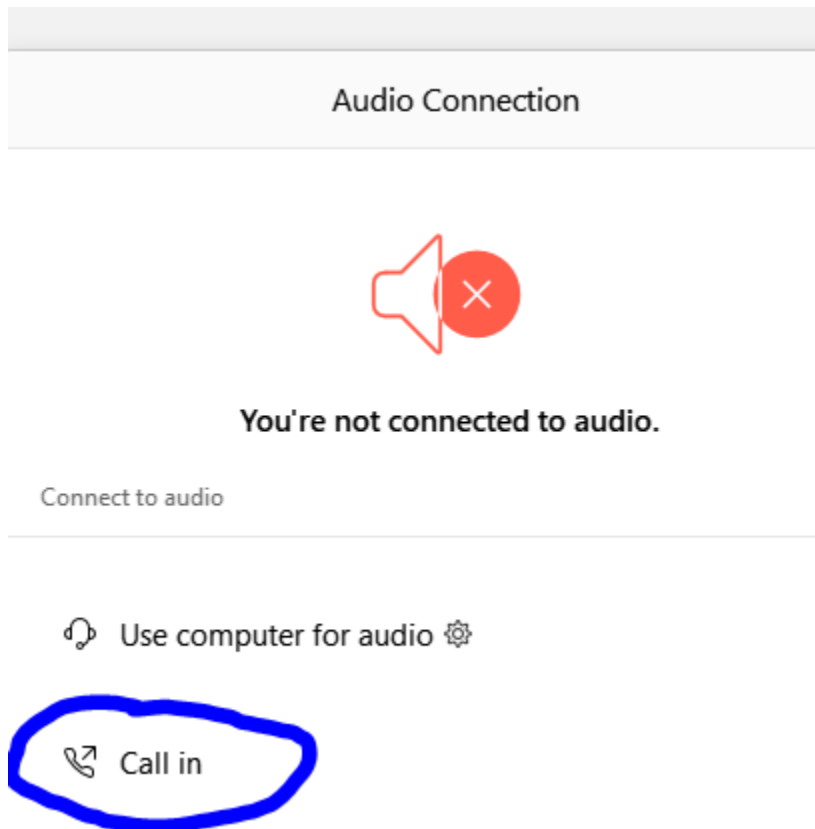 Audio Connection
You're not connected to audio.
Connect to audio
Use computer for audio
Call in